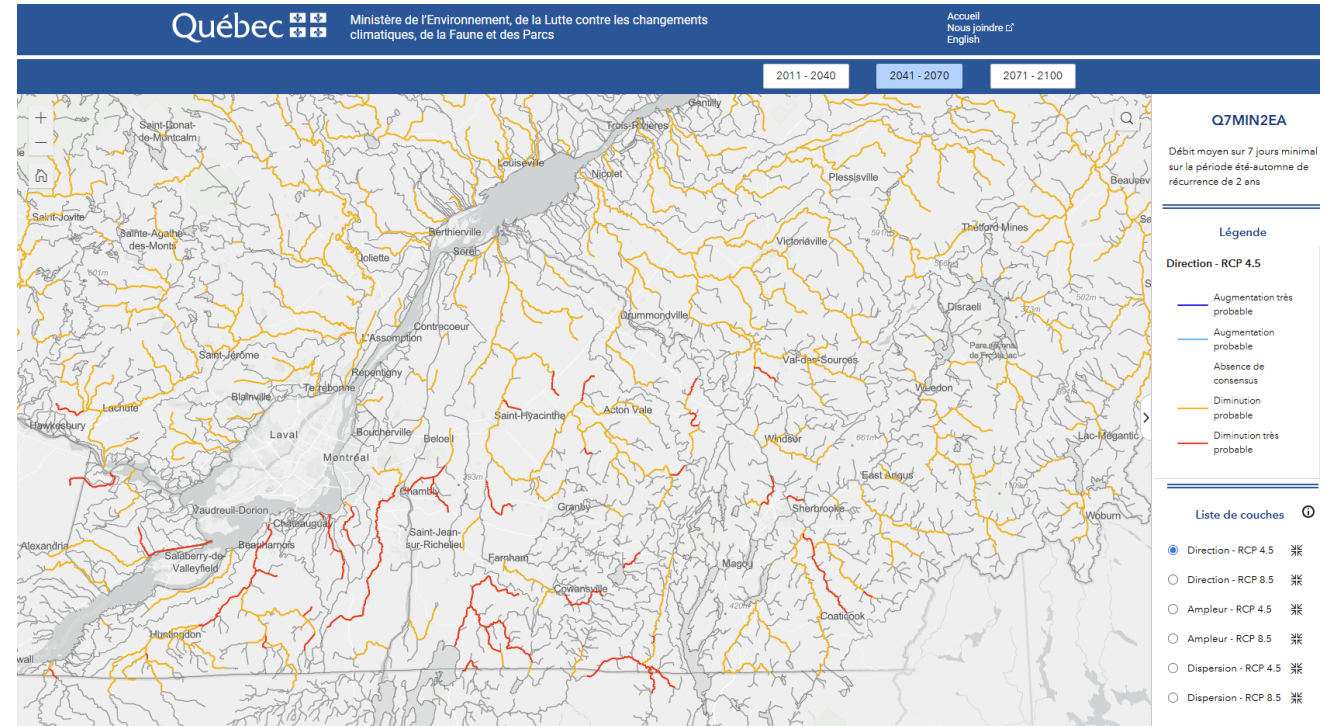 Québec
Ministère de l'Environnement, de la Lutte contre les changements
climatiques, de la Faune et des Parcs
Accueil
Nous joindre
English
2011 - 2040
2041 - 2070
2071 - 2100
+
−
Gentilly
Saint-Donat-
de-Montcalm
Trois-Rivières
Louiseville
Nicolet
Plessisville
Beaucev
Saint-Jovite
Sainte-Agathe-
des-Monts
Berthierville
Thetford Mines
Victoriaville
Sorel
Joliette
Disraeli
502m
Drummondville
Contrecoeur
L'Assomption
Saint-Jérôme
Val-des-Sources
Repentigny
Terrebonne
Weedon
Blainville
Lachute
Saint-Hyacinthe
Acton Vale
Hawkesbury
Laval
Boucherville
Beloeil
Windsor
661m
Lac-Mégantic
Montréal
East Angus
Chambly
Vaudreuil-Dorion
Granby
Sherbrooke
Woburn
Châteauguay
Saint-Jean-
sur-Richelieu
Alexandria
Beauharnois
Salaberry-de-
Valleyfield
Farnham
Magog
Cowansville
420m
Coaticook
Huntingdon
wall
Q7MIN2EA
Débit moyen sur 7 jours minimal
sur la période été-automne de
récurrence de 2 ans
Légende
Direction - RCP 4.5
Augmentation très
probable
Augmentation
probable
Absence de
consensus
Diminution
probable
Diminution très
probable
Liste de couches
Direction - RCP 4.5
Direction - RCP 8.5
Ampleur - RCP 4.5
Ampleur - RCP 8.5
Dispersion - RCP 4.5
Dispersion - RCP 8.5